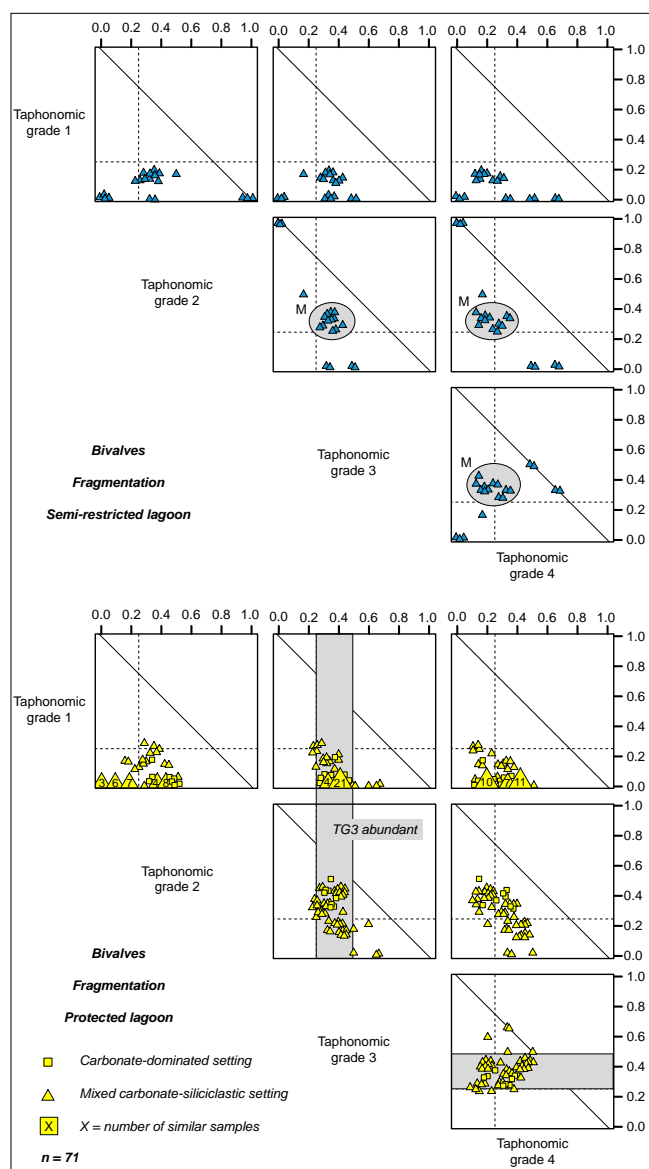 0.0 0.2 0.4 0.6 0.8 1.0 0.0 0.2 0.4 0.6 0.8 1.0 0.0 0.2 0.4 0.6 0.8 1.0
Taphonomic
grade 1
1.0
0.8
0.6
0.4
0.2
0.0
Taphonomic
grade 2
M
M
1.0
0.8
0.6
0.4
0.2
0.0
Bivalves
Fragmentation
Semi-restricted lagoon
Taphonomic
grade 3
M
1.0
0.8
0.6
0.4
0.2
0.0
Taphonomic
grade 4
0.0 0.2 0.4 0.6 0.8 1.0 0.0 0.2 0.4 0.6 0.8 1.0 0.0 0.2 0.4 0.6 0.8 1.0
Taphonomic
grade 1
3 6 7 4 8
4 21
10 11
1.0
0.8
0.6
0.4
0.2
0.0
Taphonomic
grade 2
TG3 abundant
1.0
0.8
0.6
0.4
0.2
0.0
Bivalves
Fragmentation
Protected lagoon
Taphonomic
grade 3
1.0
0.8
0.6
0.4
0.2
0.0
Carbonate-dominated setting
Mixed carbonate-siliciclastic setting
X X = number of similar samples
n = 71
Taphonomic
grade 4